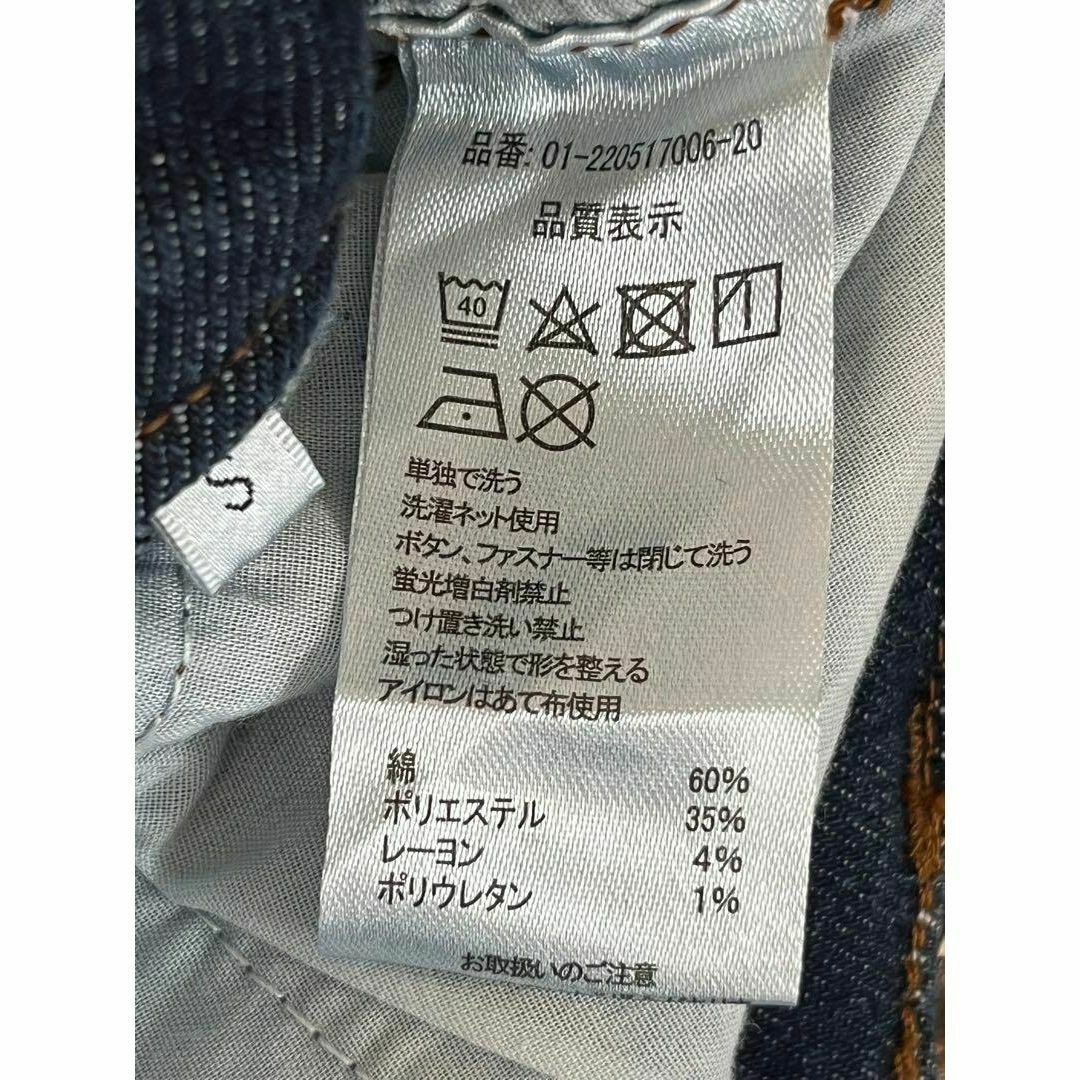 品番: 01-220517006-20
品質表示
40
単独で洗う
洗濯ネット使用
ボタン、ファスナー等は閉じて洗う
蛍光増白剤禁止
つけ置き洗い禁止
湿った状態で形を整える
アイロンはあて布使用
綿 60%
ポリエステル 35%
レーヨン 4%
ポリウレタン 1%
お取扱いのご注意
S